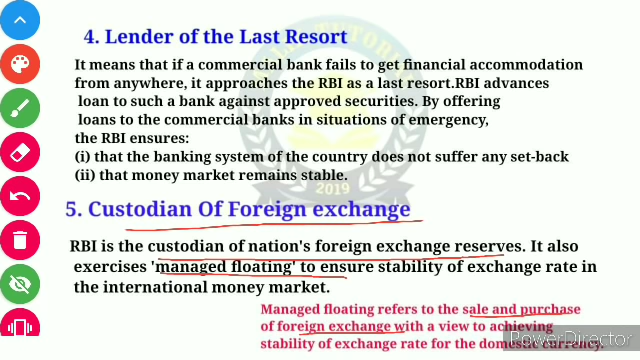 4. Lender of the Last Resort
It means that if a commercial bank fails to get financial accommodation
from anywhere, it approaches the RBI as a last resort.RBI advances
loan to such a bank against approved securities. By offering
loans to the commercial banks in situations of emergency,
the RBI ensures:
(i) that the banking system of the country does not suffer any set-back
(ii) that money market remains stable.
2019
5. Custodian Of Foreign exchange
RBI is the custodian of nation's foreign exchange reserves. It also
exercises 'managed floating' to ensure stability of exchange rate in
the international money market.
Managed floating refers to the sale and purchase
of foreign exchange with a view to achieving
stability of exchange rate for the domestic currency.
PowerDirector